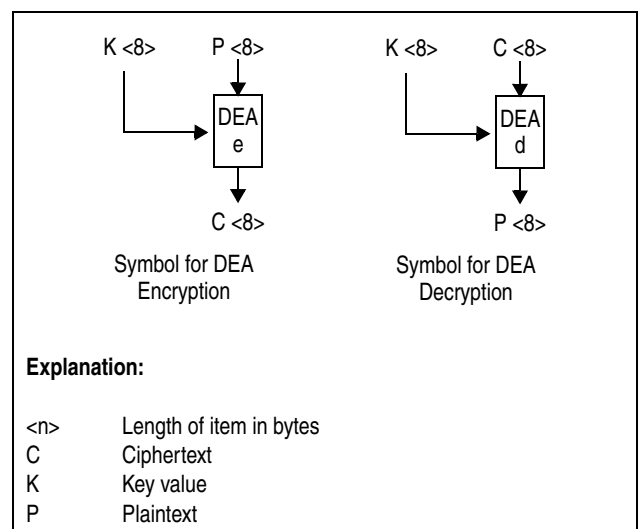 K <8> P <8> K <8> C <8>
DEA
e
DEA
d
C <8> P <8>
Symbol for DEA
Encryption
Symbol for DEA
Decryption
Explanation:
<n> Length of item in bytes
C Ciphertext
K Key value
P Plaintext